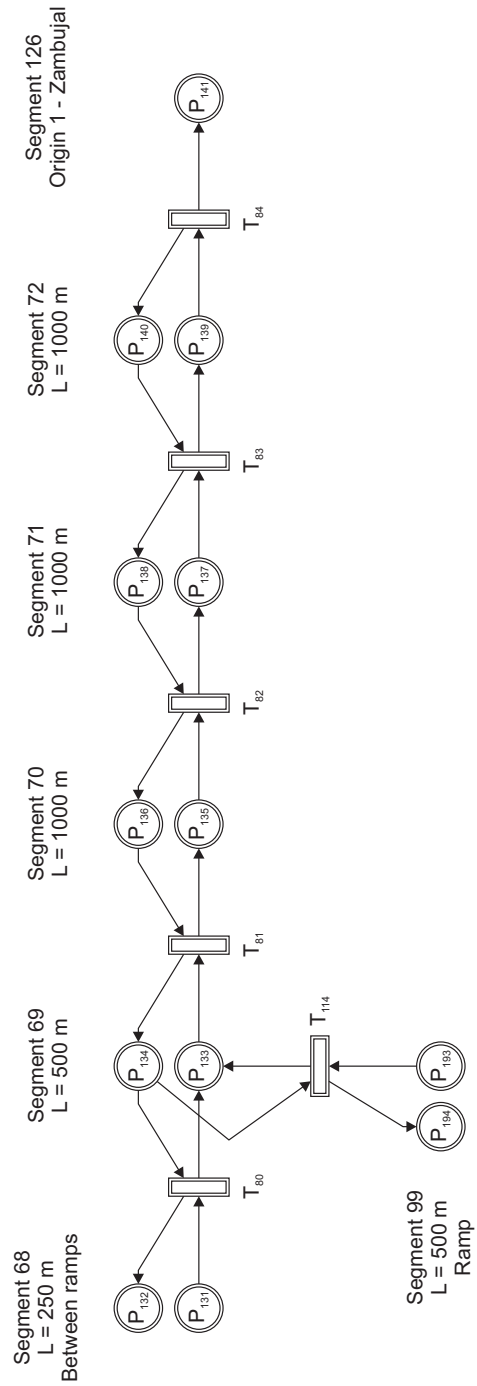 Segment 68
L = 250 m
Between ramps
Segment 69
L = 500 m
Segment 70
L = 1000 m
Segment 71
L = 1000 m
Segment 72
L = 1000 m
Segment 126
Origin 1 - Zambujal
P132
P134
P136
P138
P140
P131
P133
P135
P137
P139
P141
T80
T81
T82
T83
T84
T114
P194
P193
Segment 99
L = 500 m
Ramp